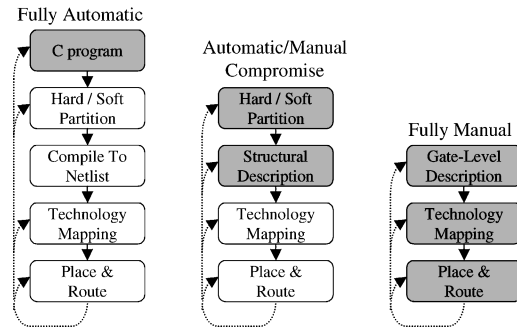 Fully Automatic
C program
Hard / Soft
Partition
Compile To
Netlist
Technology
Mapping
Place &
Route
Automatic/Manual
Compromise
Hard / Soft
Partition
Structural
Description
Technology
Mapping
Place &
Route
Fully Manual
Gate-Level
Description
Technology
Mapping
Place &
Route